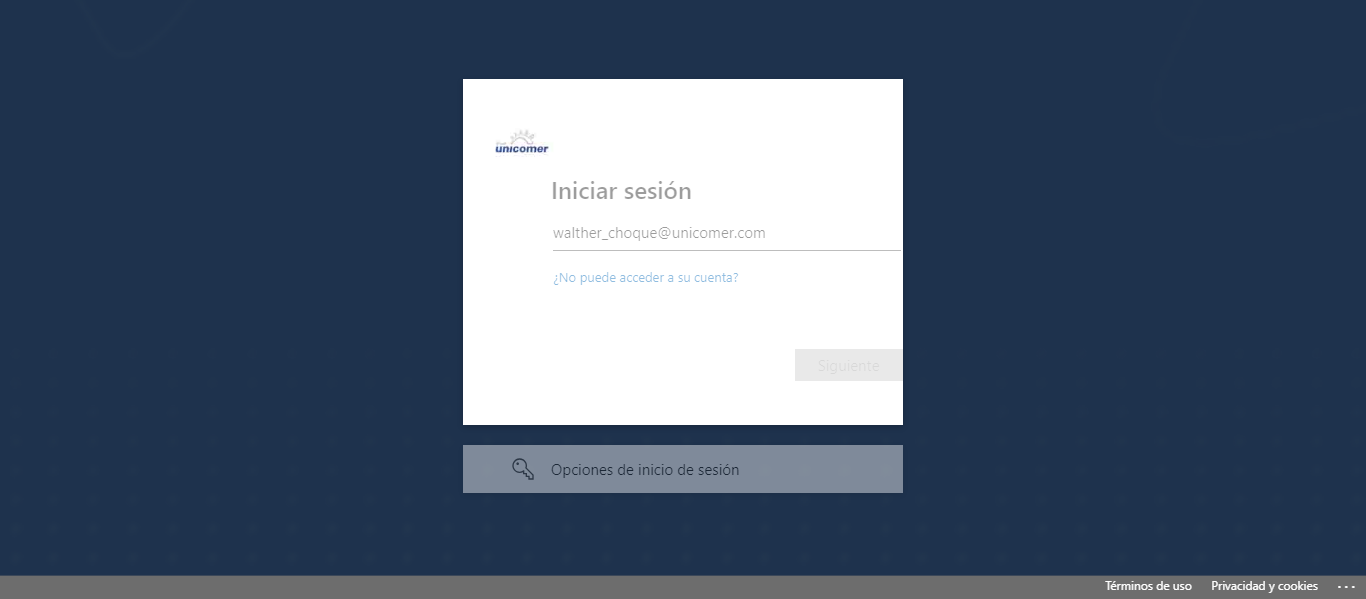 unicomer
Iniciar sesión
walther_choque@unicomer.com
¿No puede acceder a su cuenta?
Siguiente
Opciones de inicio de sesión
Términos de uso Privacidad y cookies ...